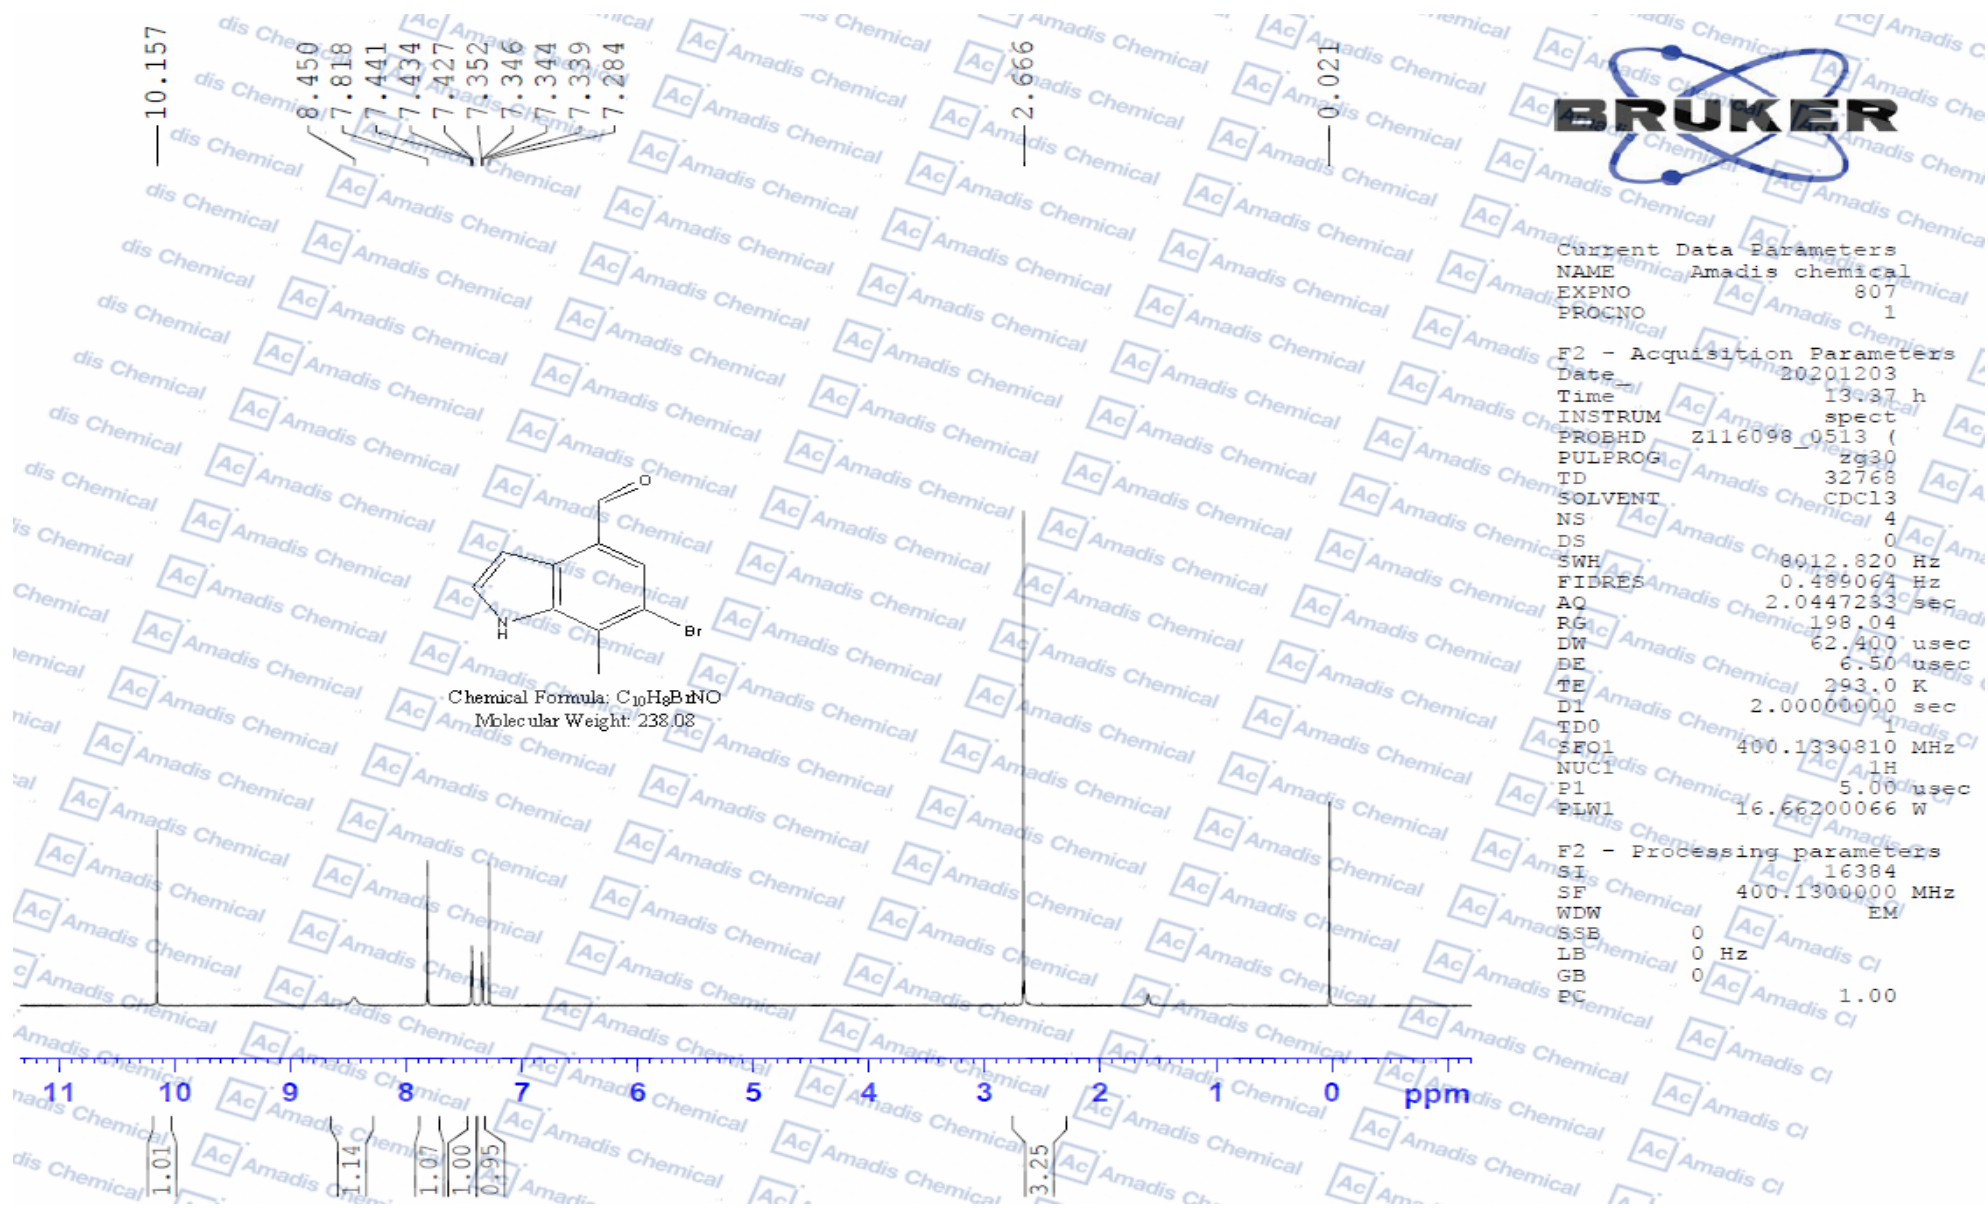 10.157
8.450
7.818
7.441
7.434
7.427
7.352
7.346
7.344
7.339
7.284
2.666
0.021
BRUKER
Current Data Parameters
NAME Amadis chemical
EXPNO 807
PROCNO 1
F2 - Acquisition Parameters
Date_ 20201203
Time 13.37 h
INSTRUM spect
PROBHD Z116098_0513 (
PULPROG zg30
TD 32768
SOLVENT CDCl3
NS 4
DS 0
SWH 8012.820 Hz
FIDRES 0.489064 Hz
AQ 2.0447233 sec
RG 198.04
DW 62.400 usec
DE 6.50 usec
TE 293.0 K
D1 2.00000000 sec
TD0 1
SFO1 400.1330810 MHz
NUC1 1H
P1 5.00 usec
PLW1 16.66200066 W
F2 - Processing parameters
SI 16384
SF 400.1300000 MHz
WDW EM
SSB 0
LB 0 Hz
GB 0
PC 1.00
O
Br
N
H
Chemical Formula: C10H8BrNO
Molecular Weight: 238.08
11 10 9 8 7 6 5 4 3 2 1 0 ppm
1.01
1.14
1.07
1.00
0.95
3.25
Ac Amadis Chemical